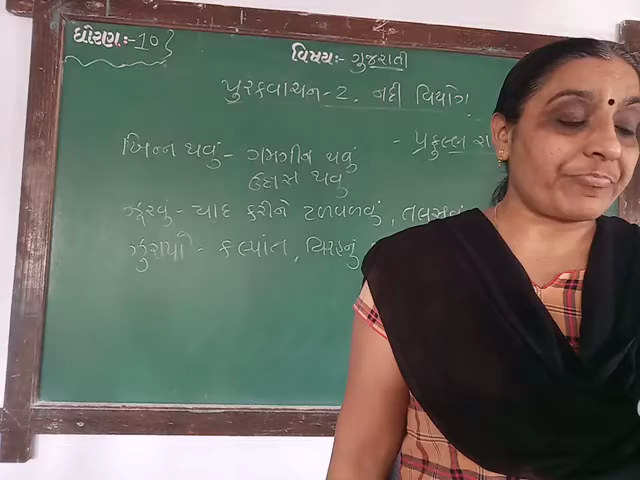 ધોરણ:-10
વિષય:- ગુજરાતી
પુરકવાચન-2. નદી વિયોગ
- પ્રફુલ્લ રા
ખિન્ન થવું - ગમગીન થવું
ઉદાસ થવું
ઝૂરવું - યાદ કરીને ટળવળવું, તલસવું
ઝુરાપો - કલ્પાંત, વિરહનું